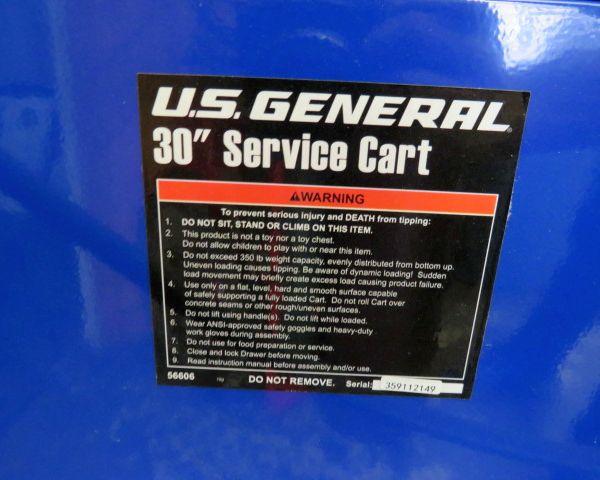 U.S. GENERAL®
30" Service Cart
⚠WARNING
To prevent serious injury and DEATH from tipping:
1. DO NOT SIT, STAND OR CLIMB ON THIS ITEM.
2. This product is not a toy nor a toy chest.
Do not allow children to play with or near this item.
3. Do not exceed 350 lb weight capacity, evenly distributed from bottom up.
Uneven loading causes tipping. Be aware of dynamic loading! Sudden
load movement may briefly create excess load causing product failure.
4. Use only on a flat, level, hard and smooth surface capable
of safely supporting a fully loaded Cart. Do not roll Cart over
concrete seams or other rough/uneven surfaces.
5. Do not lift using handle(s). Do not lift while loaded.
6. Wear ANSI-approved safety goggles and heavy-duty
work gloves during assembly.
7. Do not use for food preparation or service.
8. Close and lock Drawer before moving.
9. Read instruction manual before assembly and/or use.
56606 DO NOT REMOVE. Serial: 359112149